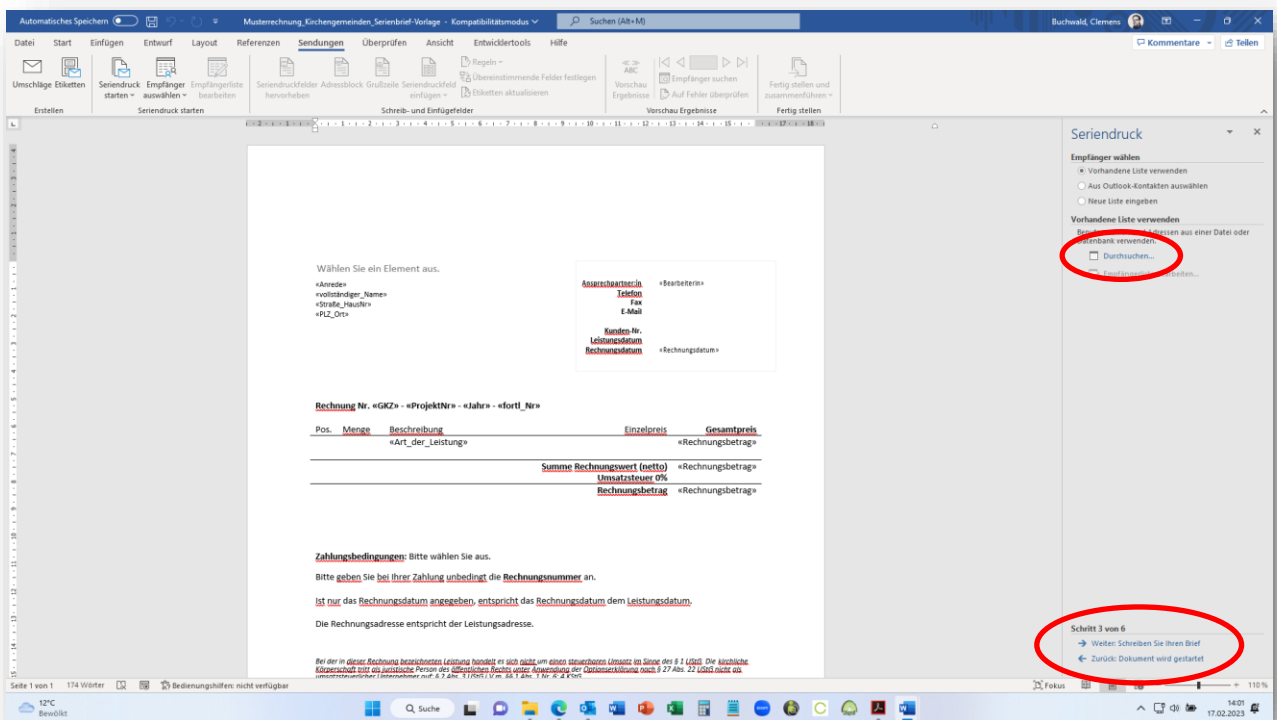 Automatisches Speichern
Musterrechnung_Kirchengemeinden_Serienbrief-Vorlage - Kompatibilitätsmodus
Suchen (Alt+M)
Buchwald, Clemens
Datei Start Einfügen Entwurf Layout Referenzen Sendungen Überprüfen Ansicht Entwicklertools Hilfe
Kommentare
Teilen
Umschläge Etiketten
Erstellen
Seriendruck starten
Empfänger auswählen
Empfängerliste bearbeiten
Seriendruck starten
Seriendruckfelder hervorheben
Adressblock
Grußzeile
Seriendruckfeld einfügen
Regeln
Übereinstimmende Felder festlegen
Etiketten aktualisieren
Schreib- und Einfügefelder
ABC
Vorschau Ergebnisse
Empfänger suchen
Auf Fehler überprüfen
Vorschau Ergebnisse
Fertig stellen und zusammenführen
Fertig stellen
Wählen Sie ein Element aus.
«Anrede»
«vollständiger_Name»
«Straße_HausNr»
«PLZ_Ort»
Ansprechpartner:in «Bearbeiterin»
Telefon
Fax
E-Mail
Kunden-Nr.
Leistungsdatum
Rechnungsdatum «Rechnungsdatum»
Rechnung Nr. «GKZ» - «ProjektNr» - «Jahr» - «fortl_Nr»
Pos. Menge Beschreibung Einzelpreis Gesamtpreis
«Art_der_Leistung» «Rechnungsbetrag»
Summe Rechnungswert (netto) «Rechnungsbetrag»
Umsatzsteuer 0%
Rechnungsbetrag «Rechnungsbetrag»
Zahlungsbedingungen: Bitte wählen Sie aus.
Bitte geben Sie bei Ihrer Zahlung unbedingt die Rechnungsnummer an.
Ist nur das Rechnungsdatum angegeben, entspricht das Rechnungsdatum dem Leistungsdatum.
Die Rechnungsadresse entspricht der Leistungsadresse.
Bei der in dieser Rechnung bezeichneten Leistung handelt es sich nicht um einen steuerbaren Umsatz im Sinne des § 1 UStG. Die kirchliche
Körperschaft tritt als juristische Person des öffentlichen Rechts unter Anwendung der Optionserklärung nach § 27 Abs. 22 UStG nicht als
umsatzsteuerlicher Unternehmer auf;
Seriendruck
Empfänger wählen
Vorhandene Liste verwenden
Aus Outlook-Kontakten auswählen
Neue Liste eingeben
Vorhandene Liste verwenden
Adressen aus einer Datei oder
Datenbank verwenden.
Durchsuchen...
Schritt 3 von 6
Weiter: Schreiben Sie Ihren Brief
Zurück: Dokument wird gestartet
Seite 1 von 1 174 Wörter Bedienungshilfen: nicht verfügbar
Fokus
110 %
12°C
Bewölkt
Suche
14:01
17.02.2023